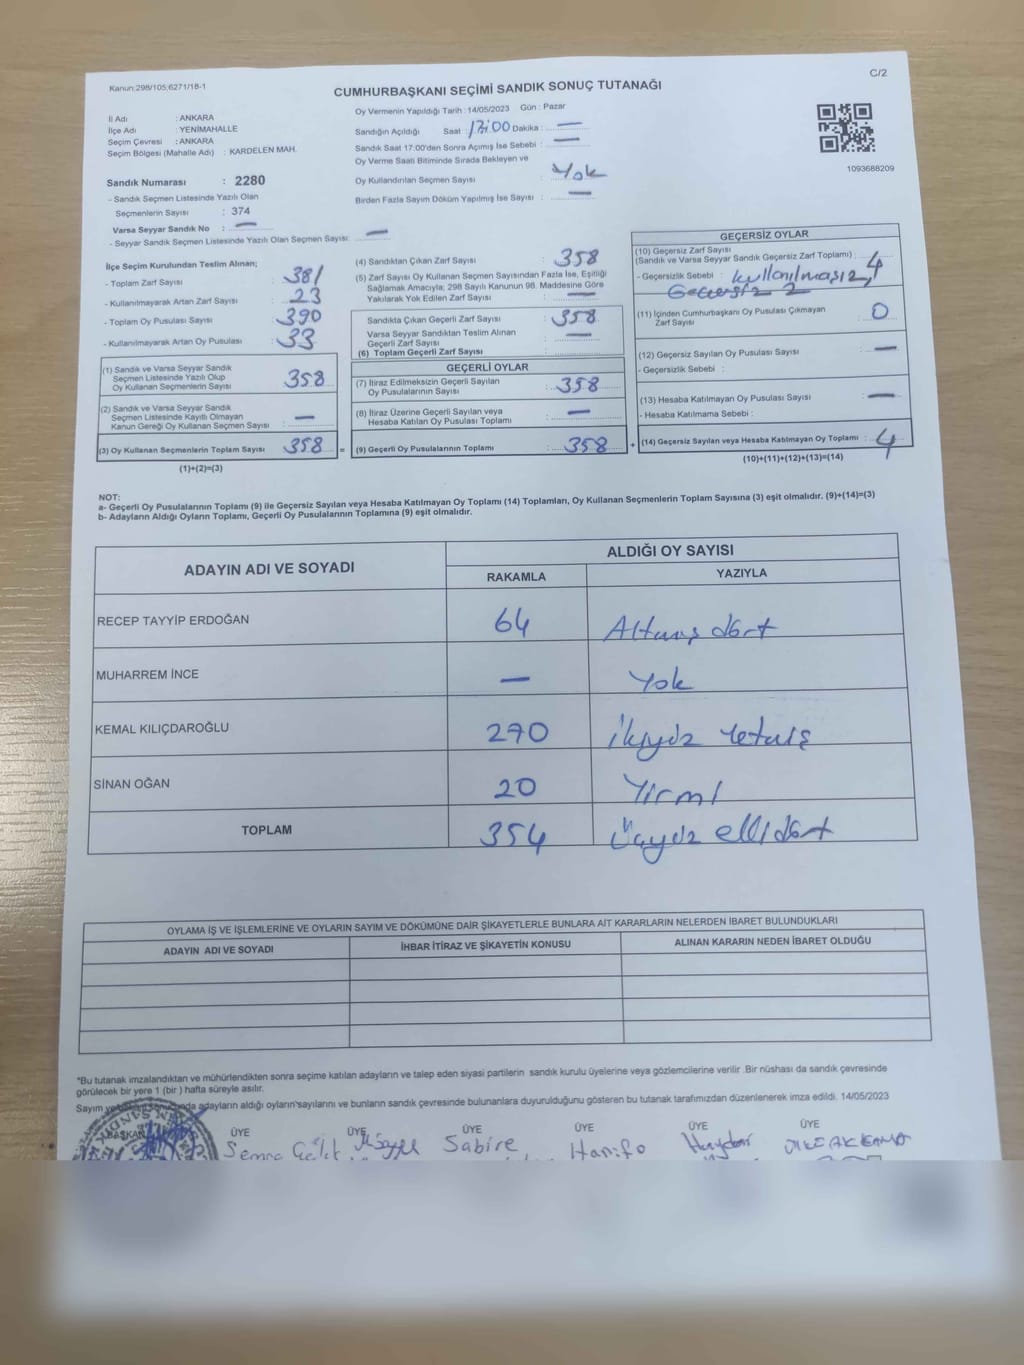 Kanun;298/105;6271/18-1
C/2
CUMHURBAŞKANI SEÇİMİ SANDIK SONUÇ TUTANAĞI
İl Adı : ANKARA
İlçe Adı : YENİMAHALLE
Seçim Çevresi : ANKARA
Seçim Bölgesi (Mahalle Adı) : KARDELEN MAH.
Sandık Numarası : 2280
- Sandık Seçmen Listesinde Yazılı Olan
Seçmenlerin Sayısı : 374
Varsa Seyyar Sandık No : —
- Seyyar Sandık Seçmen Listesinde Yazılı Olan Seçmen Sayısı: —
Oy Vermenin Yapıldığı Tarih : 14/05/2023 Gün : Pazar
Sandığın Açıldığı Saat : 17:00 Dakika : —
Sandık Saat 17:00'den Sonra Açımış İse Sebebi : —
Oy Verme Saati Bitiminde Sırada Bekleyen ve
Oy Kullandırılan Seçmen Sayısı : Yok
Birden Fazla Sayım Döküm Yapılmış İse Sayısı : —
1093688209
İlçe Seçim Kurulundan Teslim Alınan;
- Toplam Zarf Sayısı : 381
- Kullanılmayarak Artan Zarf Sayısı : 23
- Toplam Oy Pusulası Sayısı : 390
- Kullanılmayarak Artan Oy Pusulası : 33
(1) Sandık ve Varsa Seyyar Sandık
Seçmen Listesinde Yazılı Olup
Oy Kullanan Seçmenlerin Sayısı : 358
(2) Sandık ve Varsa Seyyar Sandık
Seçmen Listesinde Kayıtlı Olmayan
Kanun Gereği Oy Kullanan Seçmen Sayısı : —
(3) Oy Kullanan Seçmenlerin Toplam Sayısı : 358
(1)+(2)=(3)
(4) Sandıktan Çıkan Zarf Sayısı : 358
(5) Zarf Sayısı Oy Kullanan Seçmen Sayısından Fazla İse, Eşitliği
Sağlamak Amacıyla; 298 Sayılı Kanunun 98. Maddesine Göre
Yakılarak Yok Edilen Zarf Sayısı : —
Sandıkta Çıkan Geçerli Zarf Sayısı : 358
Varsa Seyyar Sandıktan Teslim Alınan
Geçerli Zarf Sayısı : —
(6) Toplam Geçerli Zarf Sayısı :
GEÇERLİ OYLAR
(7) İtiraz Edilmeksizin Geçerli Sayılan
Oy Pusulalarının Sayısı : 358
(8) İtiraz Üzerine Geçerli Sayılan veya
Hesaba Katılan Oy Pusulası Toplamı : —
= (9) Geçerli Oy Pusulalarının Toplamı : 358 +
GEÇERSİZ OYLAR
(10) Geçersiz Zarf Sayısı
(Sandık ve Varsa Seyyar Sandık Geçersiz Zarf Toplamı) : 4
- Geçersizlik Sebebi : kullanılması 2,
Geçersiz 2
(11) İçinden Cumhurbaşkanı Oy Pusulası Çıkmayan
Zarf Sayısı : 0
(12) Geçersiz Sayılan Oy Pusulası Sayısı : —
- Geçersizlik Sebebi :
(13) Hesaba Katılmayan Oy Pusulası Sayısı : —
- Hesaba Katılmama Sebebi :
(14) Geçersiz Sayılan veya Hesaba Katılmayan Oy Toplamı : 4
(10)+(11)+(12)+(13)=(14)
NOT:
a- Geçerli Oy Pusulalarının Toplamı (9) ile Geçersiz Sayılan veya Hesaba Katılmayan Oy Toplamı (14) Toplamları, Oy Kullanan Seçmenlerin Toplam Sayısına (3) eşit olmalıdır. (9)+(14)=(3)
b- Adayların Aldığı Oyların Toplamı, Geçerli Oy Pusulalarının Toplamına (9) eşit olmalıdır.
ADAYIN ADI VE SOYADI
ALDIĞI OY SAYISI
RAKAMLA YAZIYLA
RECEP TAYYİP ERDOĞAN 64 Altmış dört
MUHARREM İNCE — Yok
KEMAL KILIÇDAROĞLU 270 İkiyüz yetmiş
SİNAN OĞAN 20 Yirmi
TOPLAM 354 Üçyüz ellidört
OYLAMA İŞ VE İŞLEMLERİNE VE OYLARIN SAYIM VE DÖKÜMÜNE DAİR ŞİKAYETLERLE BUNLARA AİT KARARLARIN NELERDEN İBARET BULUNDUKLARI
ADAYIN ADI VE SOYADI İHBAR İTİRAZ VE ŞİKAYETİN KONUSU ALINAN KARARIN NEDEN İBARET OLDUĞU
*Bu tutanak imzalandıktan ve mühürlendikten sonra seçime katılan adayların ve talep eden siyasi partilerin sandık kurulu üyelerine veya gözlemcilerine verilir .Bir nüshası da sandık çevresinde
görülecek bir yere 1 (bir ) hafta süreyle asılır.
Sayım adayların aldığı oyların sayılarını ve bunların sandık çevresinde bulunanlara duyurulduğunu gösteren bu tutanak tarafımızdan düzenlenerek imza edildi. 14/05/2023
BAŞKAN ÜYE ÜYE ÜYE ÜYE ÜYE ÜYE
Semra Sabire Hanife Haydar